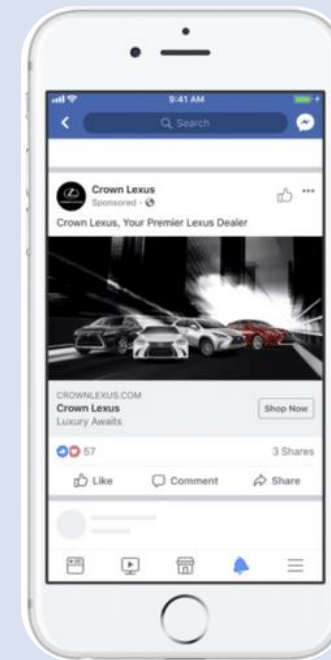 9:41 AM
Search
Crown Lexus
Sponsored ·
Crown Lexus, Your Premier Lexus Dealer
CROWNLEXUS.COM
Crown Lexus
Luxury Awaits
Shop Now
57
3 Shares
Like
Comment
Share